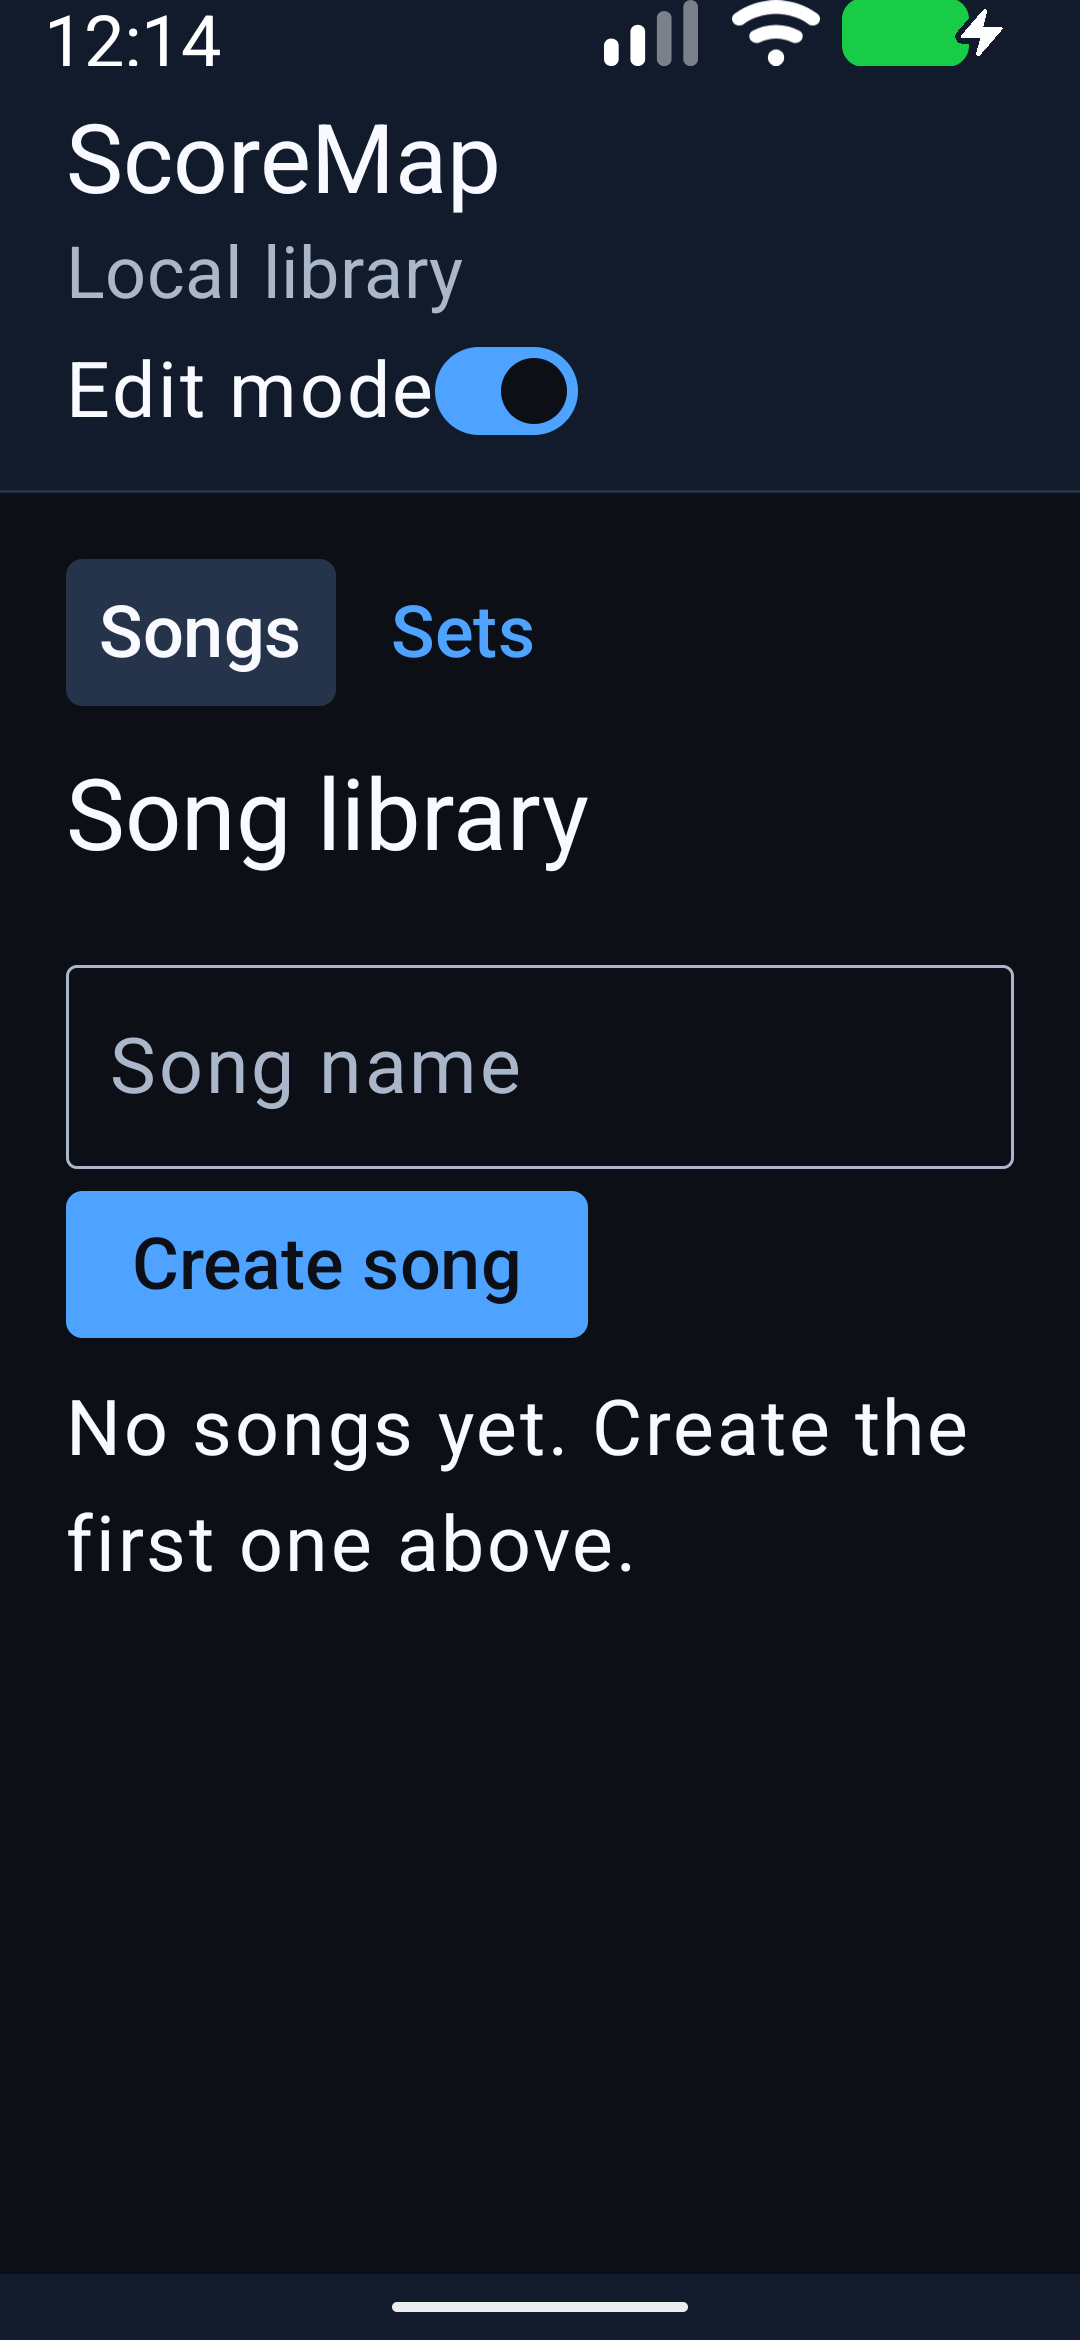 12:14
ScoreMap
Local library
Edit mode
Songs
Sets
Song library
Song name
Create song
No songs yet. Create the
first one above.